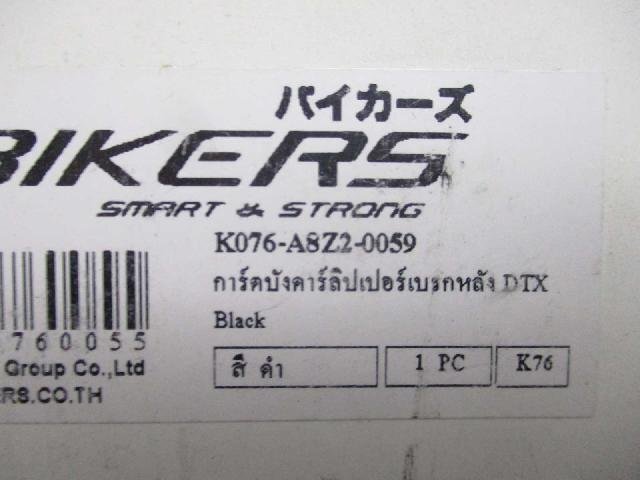 バイカーズ
BIKERS
SMART & STRONG
K076-A8Z2-0059
การ์ดบังคาร์ลิปเปอร์เบรกหลัง DTX
Black
สี ดำ
1 PC
K76
760055
Group Co.,Ltd
ERS.CO.TH